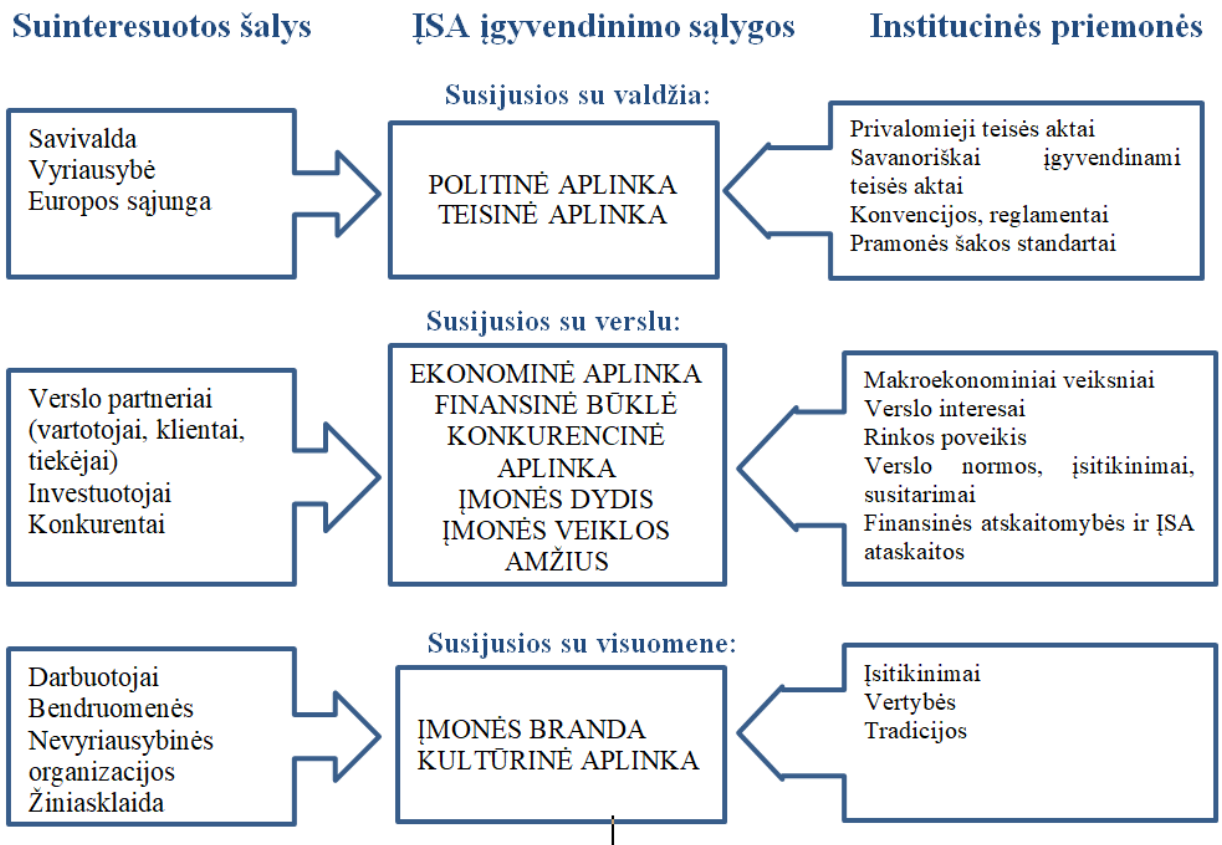 Suinteresuotos šalys
ĮSA įgyvendinimo sąlygos
Institucinės priemonės
Susijusios su valdžia:
Savivalda
Vyriausybė
Europos sąjunga
POLITINĖ APLINKA
TEISINĖ APLINKA
Privalomieji teisės aktai
Savanoriškai įgyvendinami
teisės aktai
Konvencijos, reglamentai
Pramonės šakos standartai
Susijusios su verslu:
Verslo partneriai
(vartotojai, klientai,
tiekėjai)
Investuotojai
Konkurentai
EKONOMINĖ APLINKA
FINANSINĖ BŪKLĖ
KONKURENCINĖ
APLINKA
ĮMONĖS DYDIS
ĮMONĖS VEIKLOS
AMŽIUS
Makroekonominiai veiksniai
Verslo interesai
Rinkos poveikis
Verslo normos, įsitikinimai,
susitarimai
Finansinės atskaitomybės ir ĮSA
ataskaitos
Susijusios su visuomene:
Darbuotojai
Bendruomenės
Nevyriausybinės
organizacijos
Žiniasklaida
ĮMONĖS BRANDA
KULTŪRINĖ APLINKA
Įsitikinimai
Vertybės
Tradicijos